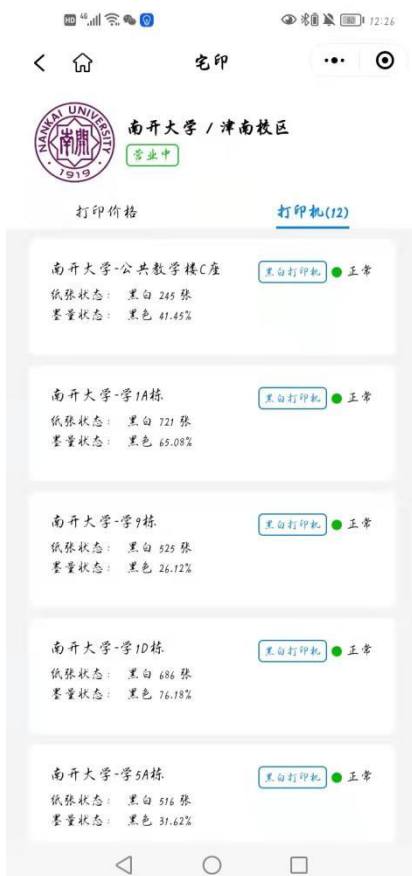 HD 4G 12:26
宅印
NANKAI UNIVERSITY
南開
1919
南开大学 / 津南校区
营业中
打印价格 打印机(12)
南开大学-公共教学楼C座 黑白打印机 正常
纸张状态： 黑白 245 张
墨量状态： 黑色 41.45%
南开大学-学1A栋 黑白打印机 正常
纸张状态： 黑白 721 张
墨量状态： 黑色 65.08%
南开大学-学9栋 黑白打印机 正常
纸张状态： 黑白 525 张
墨量状态： 黑色 26.12%
南开大学-学1D栋 黑白打印机 正常
纸张状态： 黑白 686 张
墨量状态： 黑色 76.18%
南开大学-学5A栋 黑白打印机 正常
纸张状态： 黑白 516 张
墨量状态： 黑色 31.62%